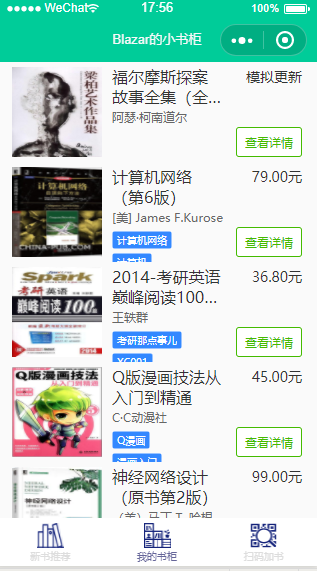 WeChat
17:56
100%
Blazar的小书柜
梁柏艺术作品集
福尔摩斯探案
故事全集（全…
阿瑟·柯南道尔
模拟更新
查看详情
计算机网络
计算机网络
（第6版）
[美] James F.Kurose
计算机网络
计算机
79.00元
查看详情
Spark
考研英语
巅峰阅读100篇
2014
2014-考研英语
巅峰阅读100…
王轶群
考研那点事儿
36.80元
查看详情
Q版漫画技法
从入门到精通
Q版漫画技法从
入门到精通
C·C动漫社
Q漫画
漫画入门
45.00元
查看详情
神经网络设计
神经网络设计
（原书第2版）
99.00元
新书推荐
我的书柜
扫码加书